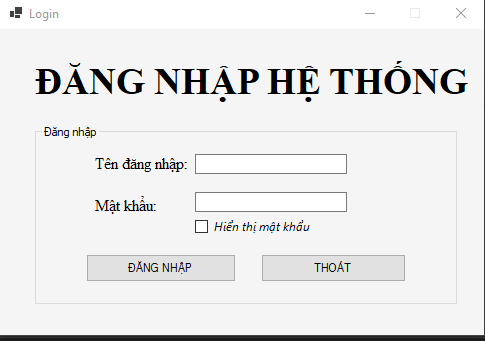 Login
ĐĂNG NHẬP HỆ THỐNG
Đăng nhập
Tên đăng nhập:
Mật khẩu:
Hiển thị mật khẩu
ĐĂNG NHẬP THOÁT